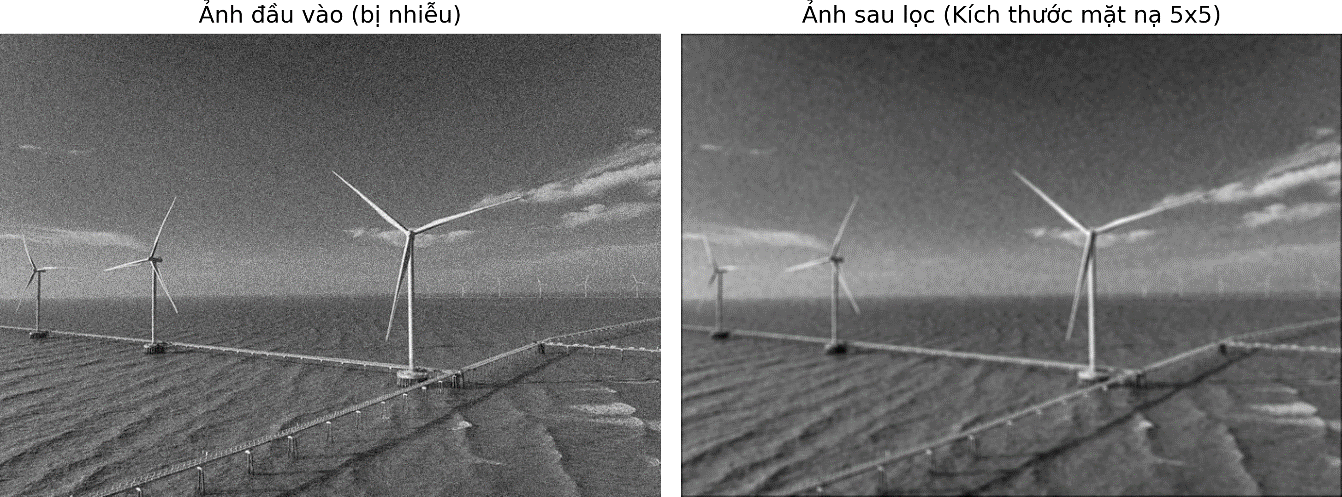 Ảnh đầu vào (bị nhiễu)
Ảnh sau lọc (Kích thước mặt nạ 5x5)